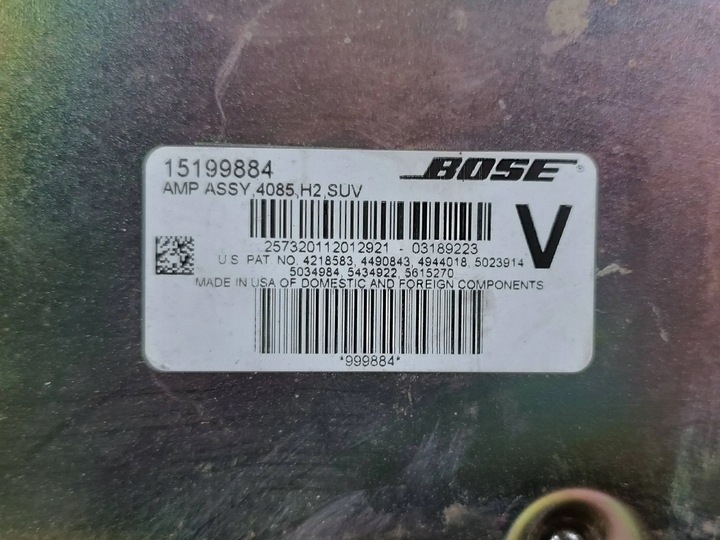 15199884
BOSE®
AMP ASSY,4085,H2,SUV
V
257320112012921 - 03189223
U.S. PAT NO. 4218583, 4490843, 4944018, 5023914
5034984, 5434922, 5615270
MADE IN USA OF DOMESTIC AND FOREIGN COMPONENTS
*999884*